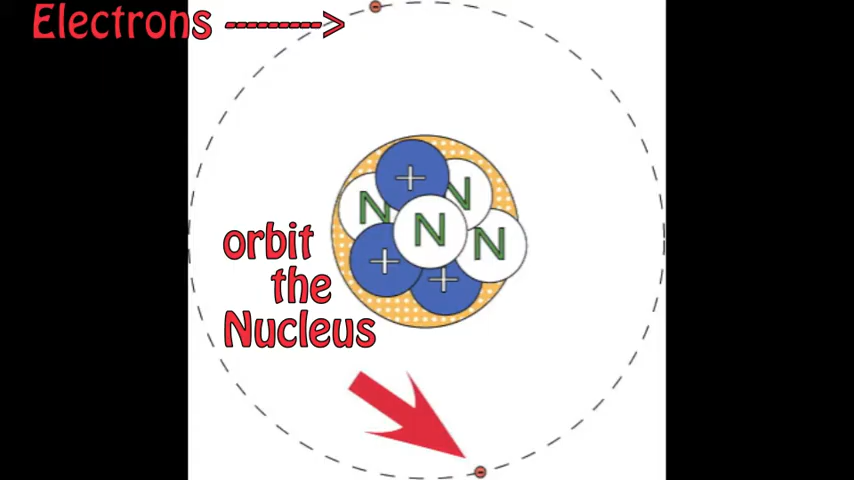 Electrons --------->
+
N
N
N
N
+
+
orbit
the
Nucleus